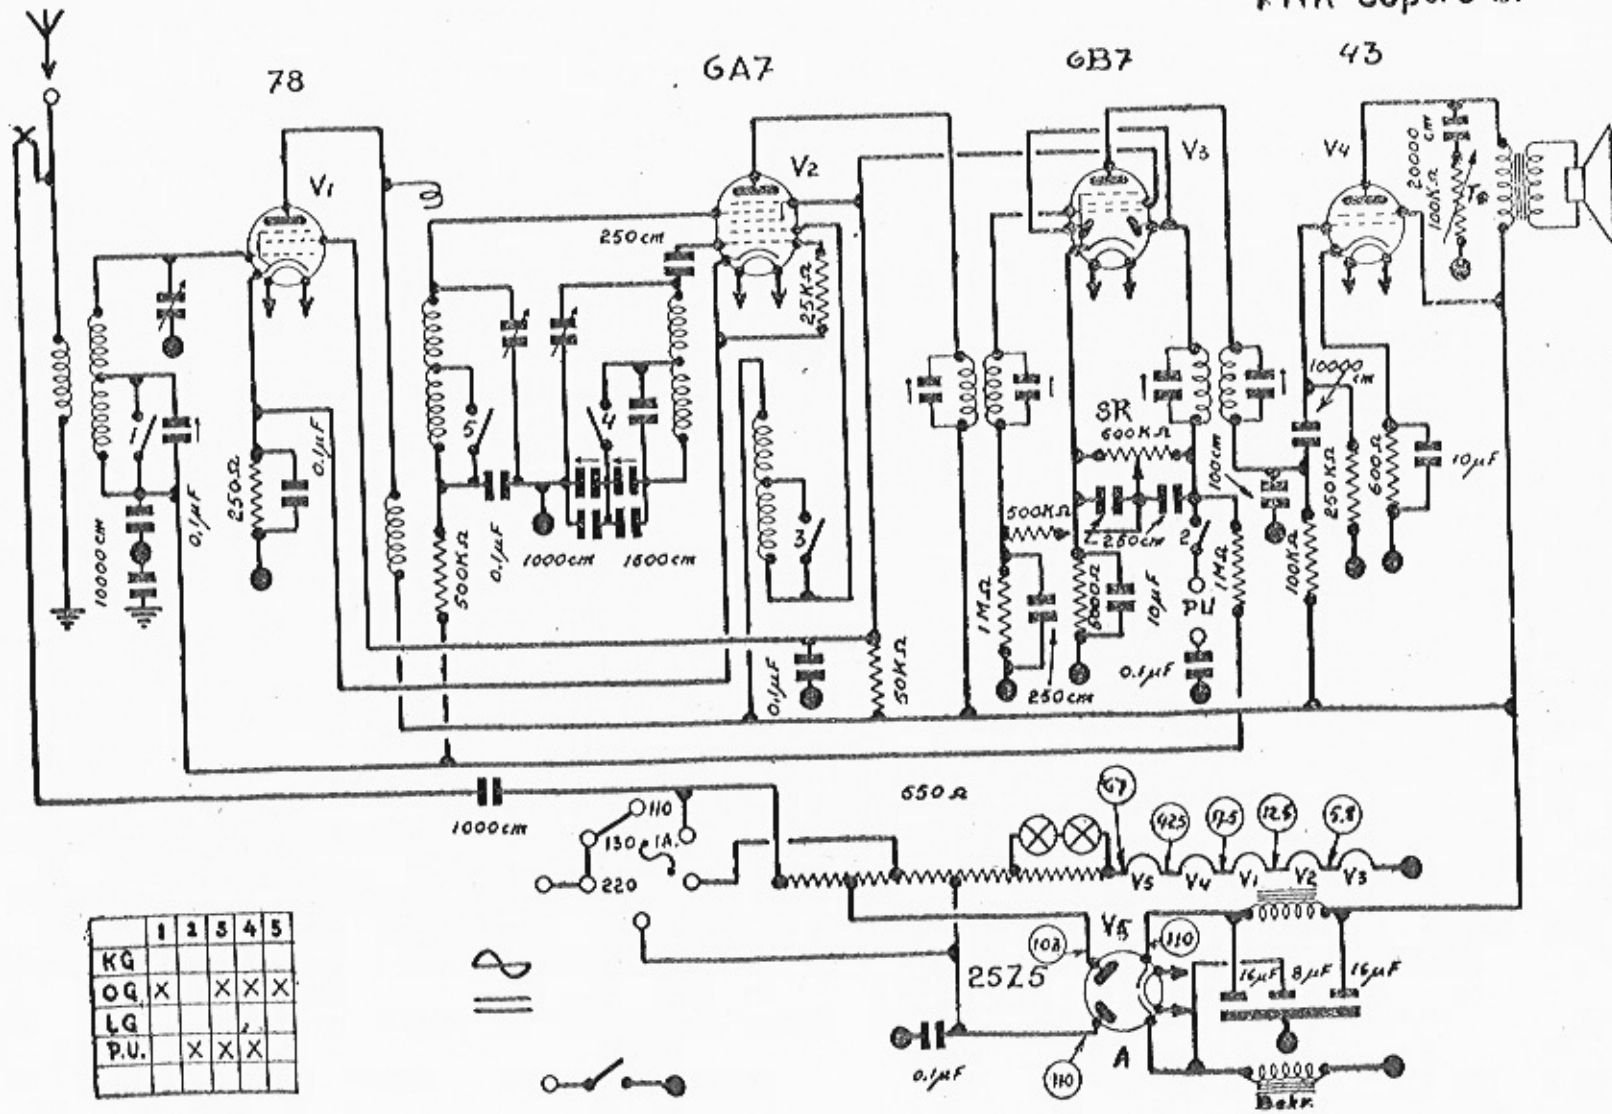 78
6A7
6B7
43
V1
V2
V3
V4
250cm
25KΩ
20000 cm
100KΩ
1
5
4
3
2
SR
600KΩ
10000 cm
100cm
250Ω
0.1µF
0.1µF
10000 cm
500KΩ
0.1µF
1000cm
1600cm
500KΩ
250cm
1MΩ
6000Ω
10µF
1MΩ
PU
0.1µF
250cm
100KΩ
250KΩ
600Ω
10µF
0.1µF
50KΩ
1000cm
650Ω
110
130
1A.
220
67
42.5
17.5
12.5
5.8
V5
V4
V1
V2
V3
1 2 3 4 5
KG
OG X X X X
LG
P.U. X X X
103
V5
110
25Z5
A
110
0.1µF
16µF 8µF 16µF
Bekr.